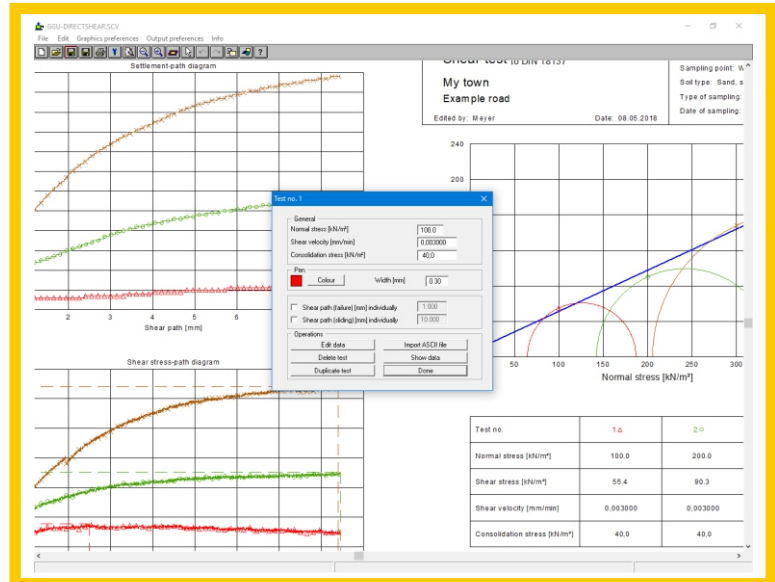 GGU-DIRECTSHEAR.SCV
File Edit Graphics preferences Output preferences Info
Settlement-path diagram
2 3 4 5 6
Shear path [mm]
Shear stress-path diagram
to DIN 18137
My town
Example road
Edited by: Meyer Date: 08.05.2018
Sampling point:
Soil type: Sand, s
Type of sampling:
Date of sampling:
240
200
50 100 150 200 250 300
Normal stress [kN/m²]
Test no. 1
General
Normal stress [kN/m²] 100.0
Shear velocity [mm/min] 0,003000
Consolidation stress [kN/m²] 40,0
Pen
Colour Width [mm] 0.30
Shear path (failure) [mm] individually 1.000
Shear path (sliding) [mm] individually 10.000
Operations
Edit data Import ASCII file
Delete test Show data
Duplicate test Done
Test no. 1 2
Normal stress [kN/m²] 100.0 200.0
Shear stress [kN/m²] 55.4 90.3
Shear velocity [mm/min] 0,003000 0,003000
Consolidation stress [kN/m²] 40,0 40,0